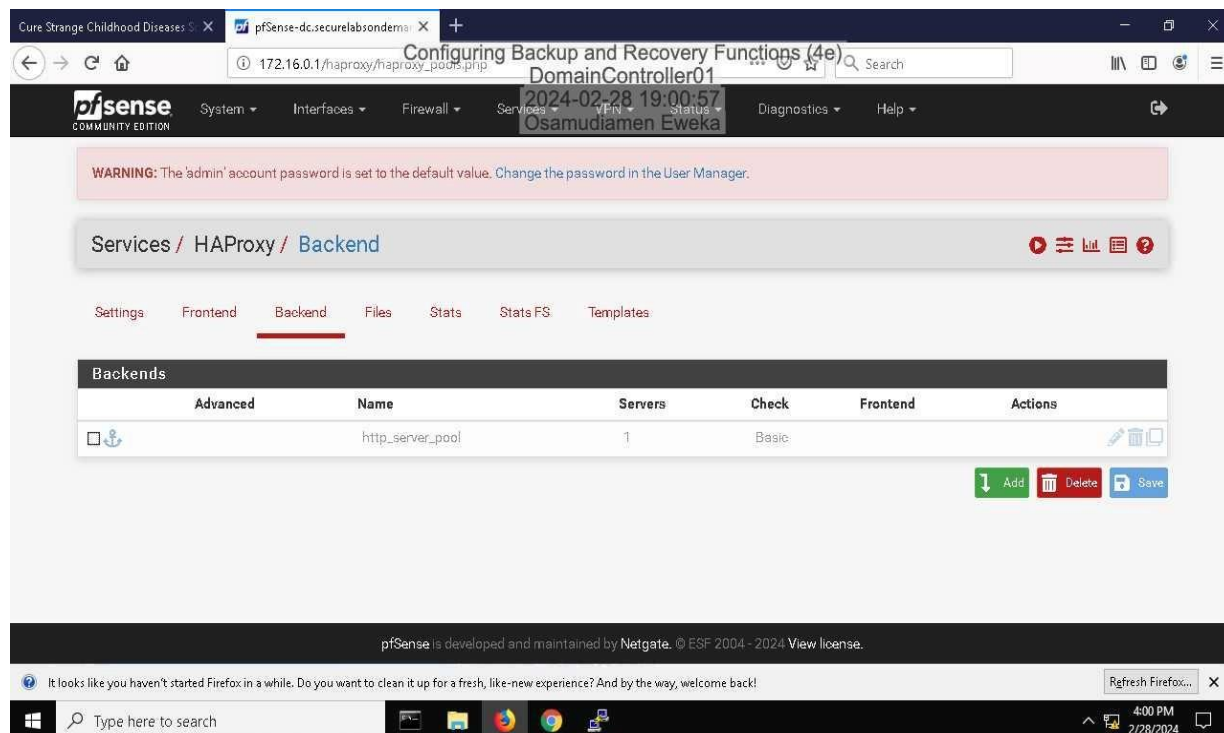 Cure Strange Childhood Diseases S
pfSense-dc.securelabsondema
172.16.0.1/haproxy/haproxy_pools.php
Search
Configuring Backup and Recovery Functions (4e)
DomainController01
2024-02-28 19:00:57
Osamudiamen Eweka
pfsense
COMMUNITY EDITION
System Interfaces Firewall Services VPN Status Diagnostics Help
WARNING: The 'admin' account password is set to the default value. Change the password in the User Manager.
Services / HAProxy / Backend
Settings Frontend Backend Files Stats Stats FS Templates
Backends
Advanced Name Servers Check Frontend Actions
http_server_pool 1 Basic
Add Delete Save
pfSense is developed and maintained by Netgate. © ESF 2004 - 2024 View license.
It looks like you haven't started Firefox in a while. Do you want to clean it up for a fresh, like-new experience? And by the way, welcome back!
Refresh Firefox...
Type here to search
4:00 PM
2/28/2024